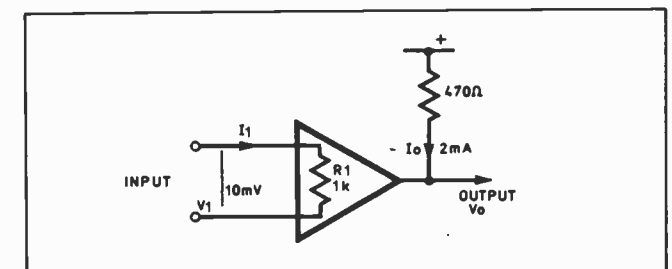 +
470Ω
I1
- Io 2mA
R1
1k
INPUT
10mV
V1
OUTPUT
Vo